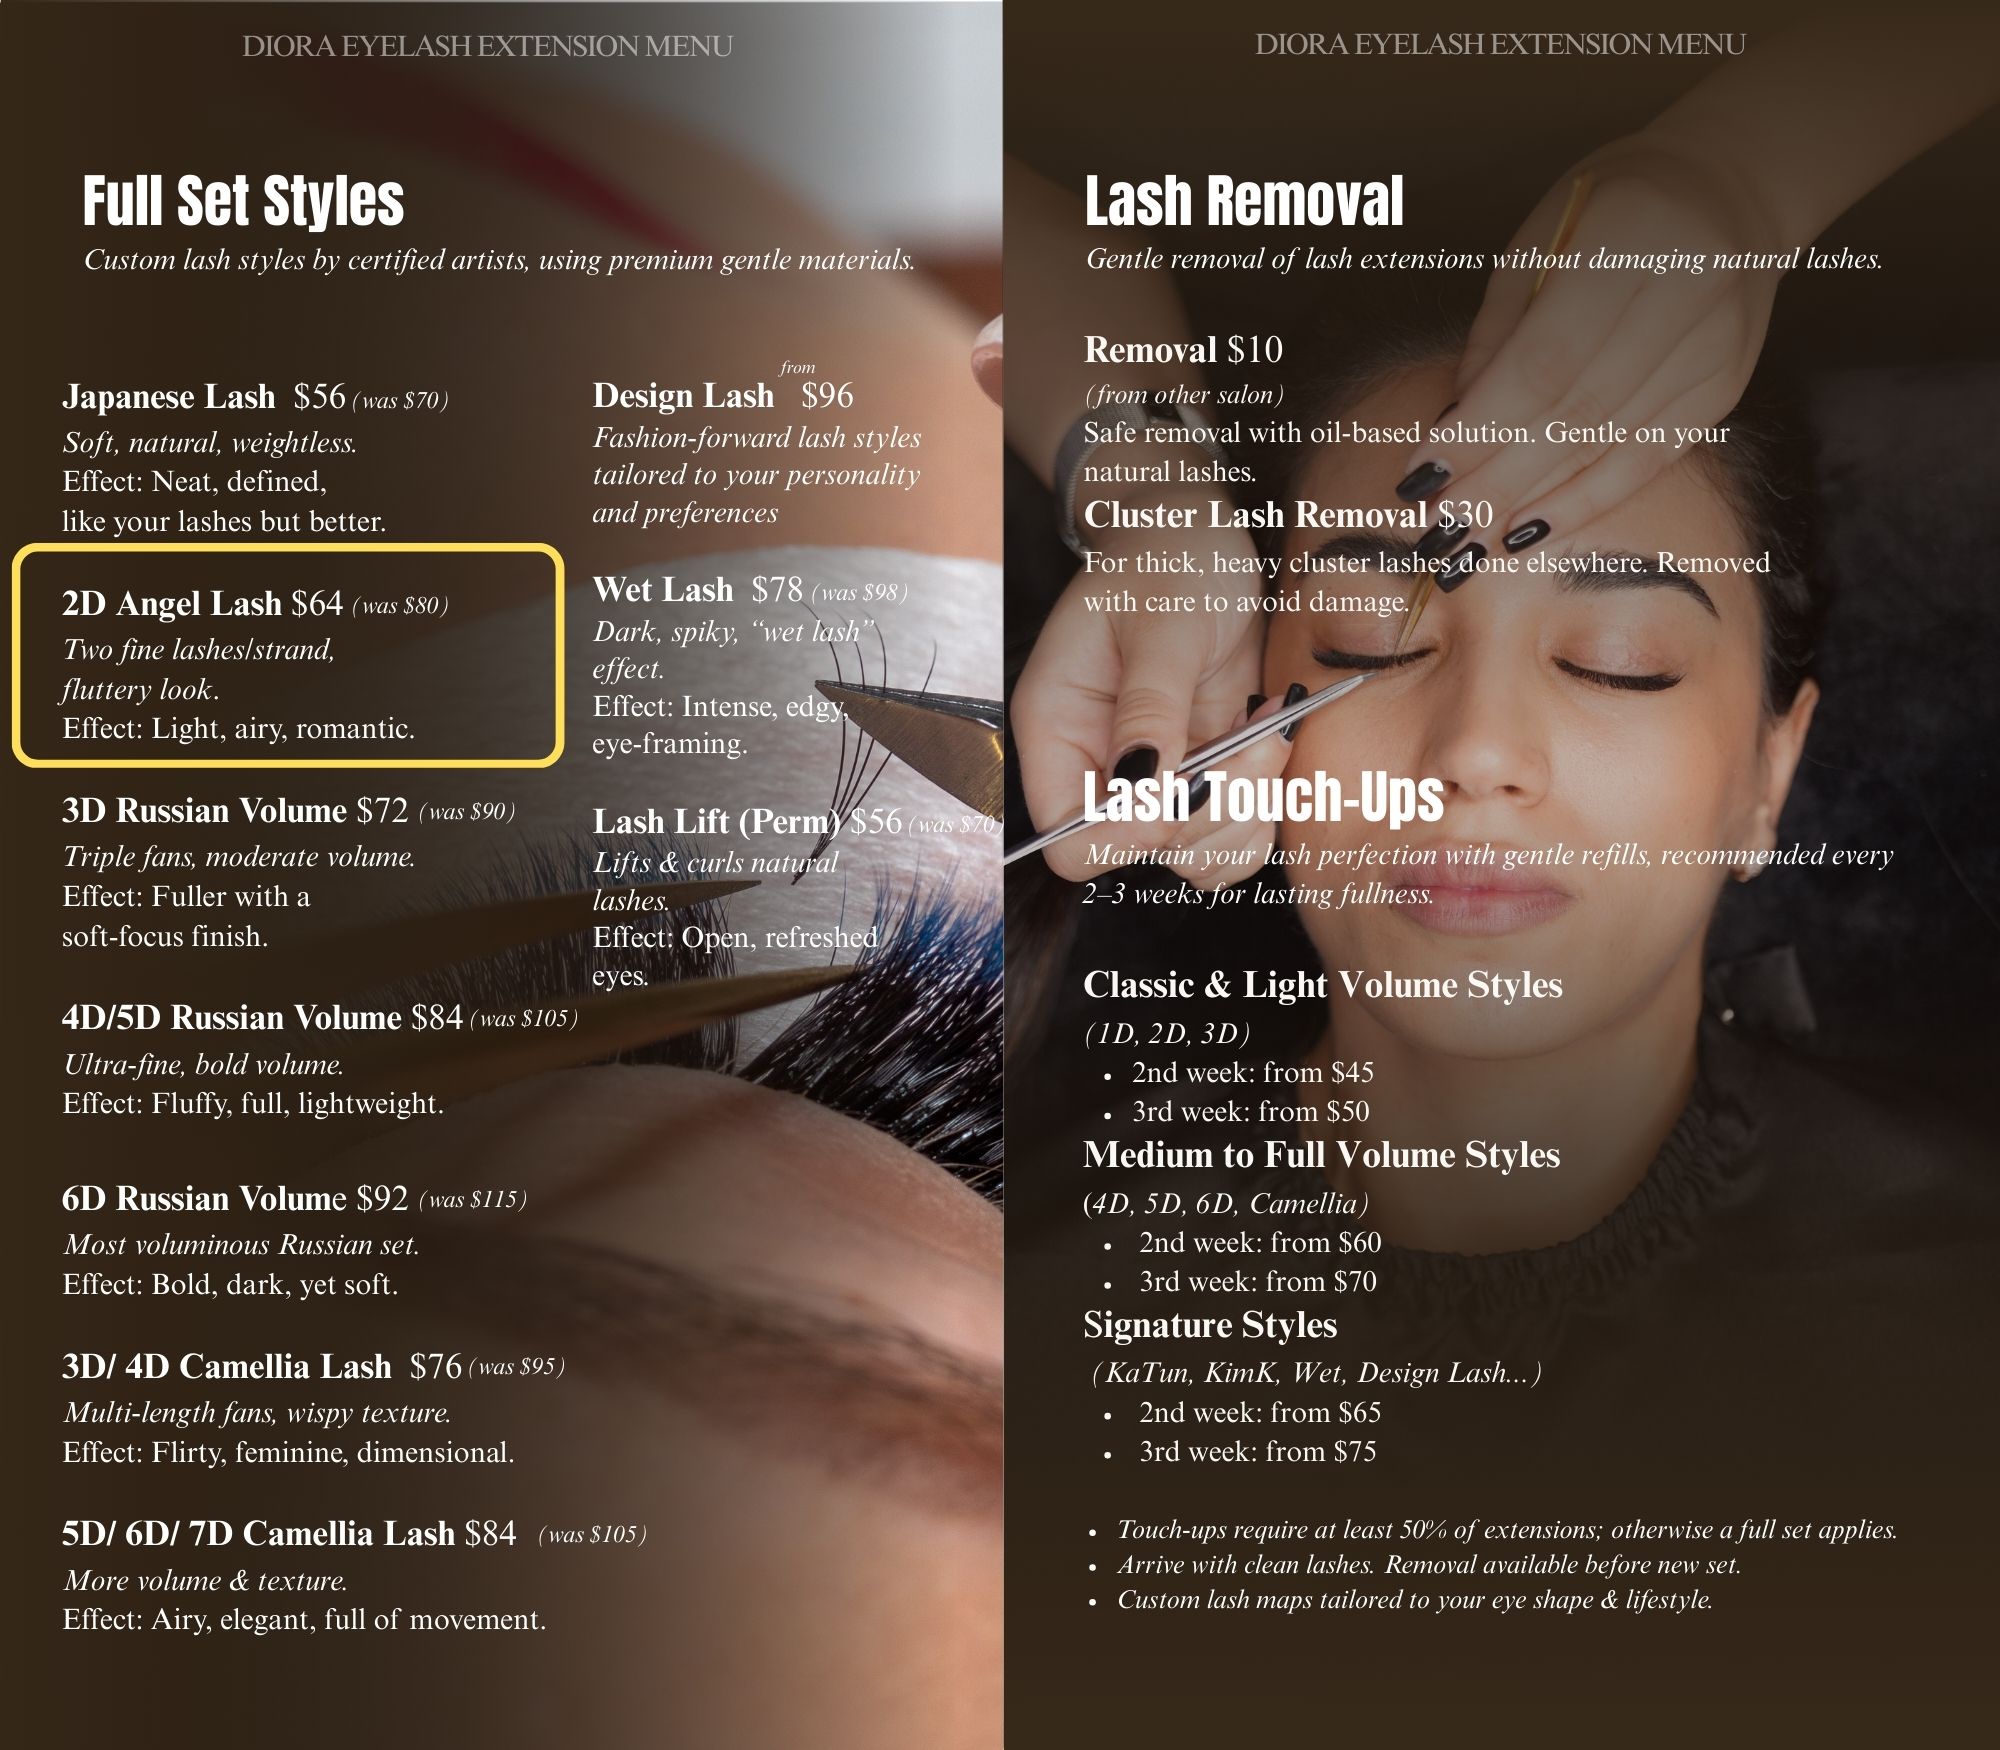 DIORA EYELASH EXTENSION MENU
Full Set Styles
Custom lash styles by certified artists, using premium gentle materials.
Japanese Lash $56 (was $70)
Soft, natural, weightless.
Effect: Neat, defined,
like your lashes but better.
2D Angel Lash $64 (was $80)
Two fine lashes/strand,
fluttery look.
Effect: Light, airy, romantic.
3D Russian Volume $72 (was $90)
Triple fans, moderate volume.
Effect: Fuller with a
soft-focus finish.
4D/5D Russian Volume $84 (was $105)
Ultra-fine, bold volume.
Effect: Fluffy, full, lightweight.
6D Russian Volume $92 (was $115)
Most voluminous Russian set.
Effect: Bold, dark, yet soft.
3D/ 4D Camellia Lash $76 (was $95)
Multi-length fans, wispy texture.
Effect: Flirty, feminine, dimensional.
5D/ 6D/ 7D Camellia Lash $84 (was $105)
More volume & texture.
Effect: Airy, elegant, full of movement.
from
Design Lash $96
Fashion-forward lash styles
tailored to your personality
and preferences
Wet Lash $78 (was $98)
Dark, spiky, “wet lash”
effect.
Effect: Intense, edgy,
eye-framing.
Lash Lift (Perm) $56 (was $70)
Lifts & curls natural
lashes.
Effect: Open, refreshed
eyes.
DIORA EYELASH EXTENSION MENU
Lash Removal
Gentle removal of lash extensions without damaging natural lashes.
Removal $10
(from other salon)
Safe removal with oil-based solution. Gentle on your
natural lashes.
Cluster Lash Removal $30
For thick, heavy cluster lashes done elsewhere. Removed
with care to avoid damage.
Lash Touch-Ups
Maintain your lash perfection with gentle refills, recommended every
2–3 weeks for lasting fullness.
Classic & Light Volume Styles
(1D, 2D, 3D)
• 2nd week: from $45
• 3rd week: from $50
Medium to Full Volume Styles
(4D, 5D, 6D, Camellia)
• 2nd week: from $60
• 3rd week: from $70
Signature Styles
(KaTun, KimK, Wet, Design Lash...)
• 2nd week: from $65
• 3rd week: from $75
• Touch-ups require at least 50% of extensions; otherwise a full set applies.
• Arrive with clean lashes. Removal available before new set.
• Custom lash maps tailored to your eye shape & lifestyle.